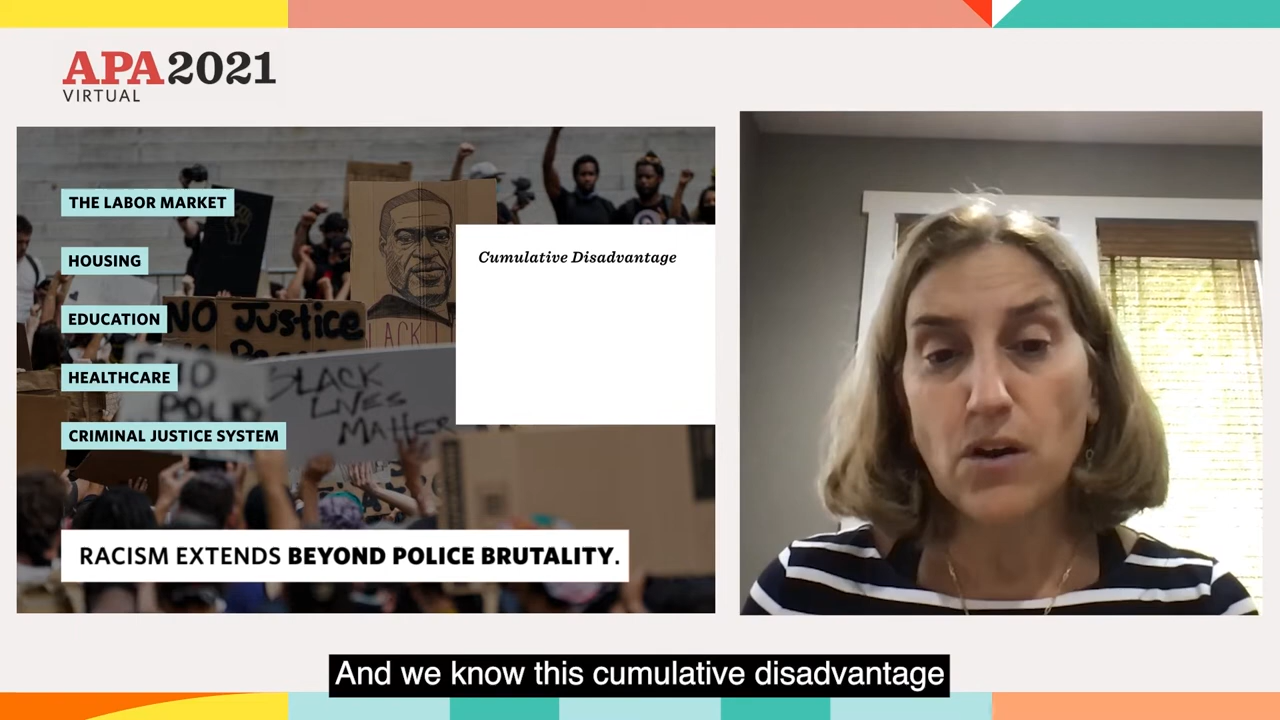 APA2021
VIRTUAL
THE LABOR MARKET
HOUSING
EDUCATION
HEALTHCARE
CRIMINAL JUSTICE SYSTEM
Cumulative Disadvantage
NO Justice
BLACK
LIVES
MATTER
RACISM EXTENDS BEYOND POLICE BRUTALITY.
And we know this cumulative disadvantage